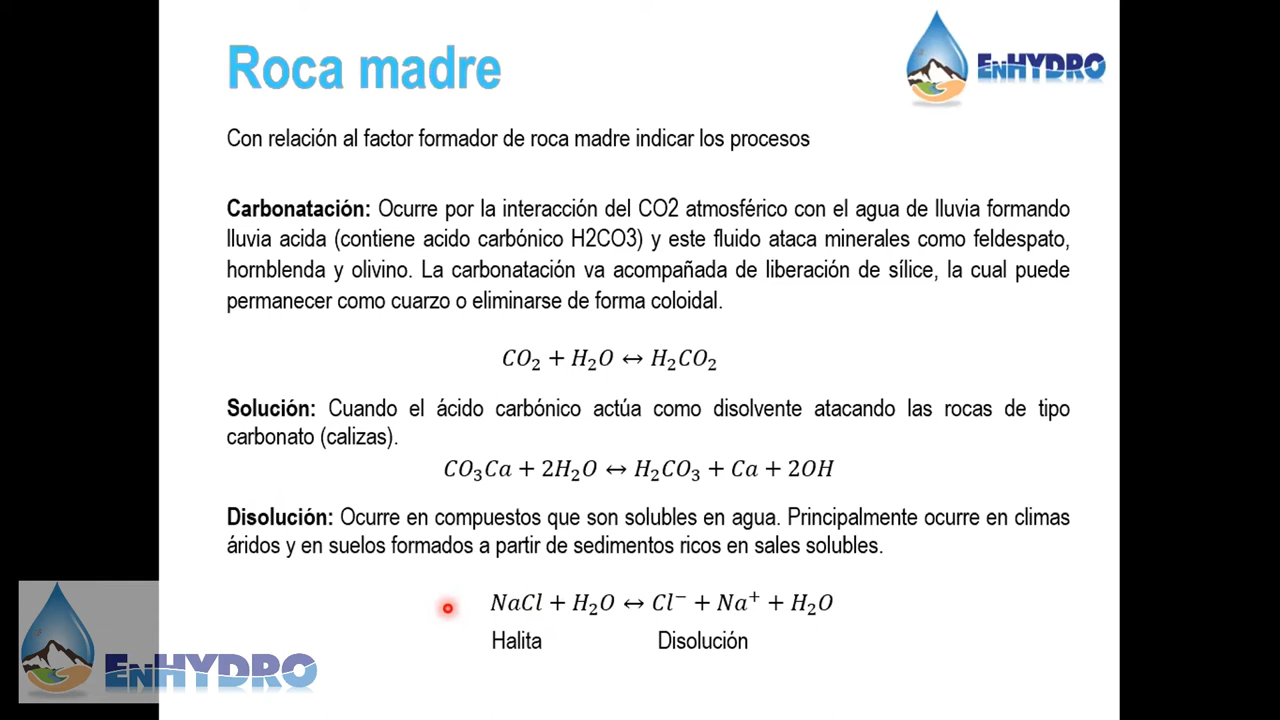 Roca madre
EnHYDRO
Con relación al factor formador de roca madre indicar los procesos
Carbonatación: Ocurre por la interacción del CO2 atmosférico con el agua de lluvia formando
lluvia acida (contiene acido carbónico H2CO3) y este fluido ataca minerales como feldespato,
hornblenda y olivino. La carbonatación va acompañada de liberación de sílice, la cual puede
permanecer como cuarzo o eliminarse de forma coloidal.
CO₂ + H₂O ↔ H₂CO₂
Solución: Cuando el ácido carbónico actúa como disolvente atacando las rocas de tipo
carbonato (calizas).
CO₃Ca + 2H₂O ↔ H₂CO₃ + Ca + 2OH
Disolución: Ocurre en compuestos que son solubles en agua. Principalmente ocurre en climas
áridos y en suelos formados a partir de sedimentos ricos en sales solubles.
NaCl + H₂O ↔ Cl⁻ + Na⁺ + H₂O
Halita Disolución
EnHYDRO